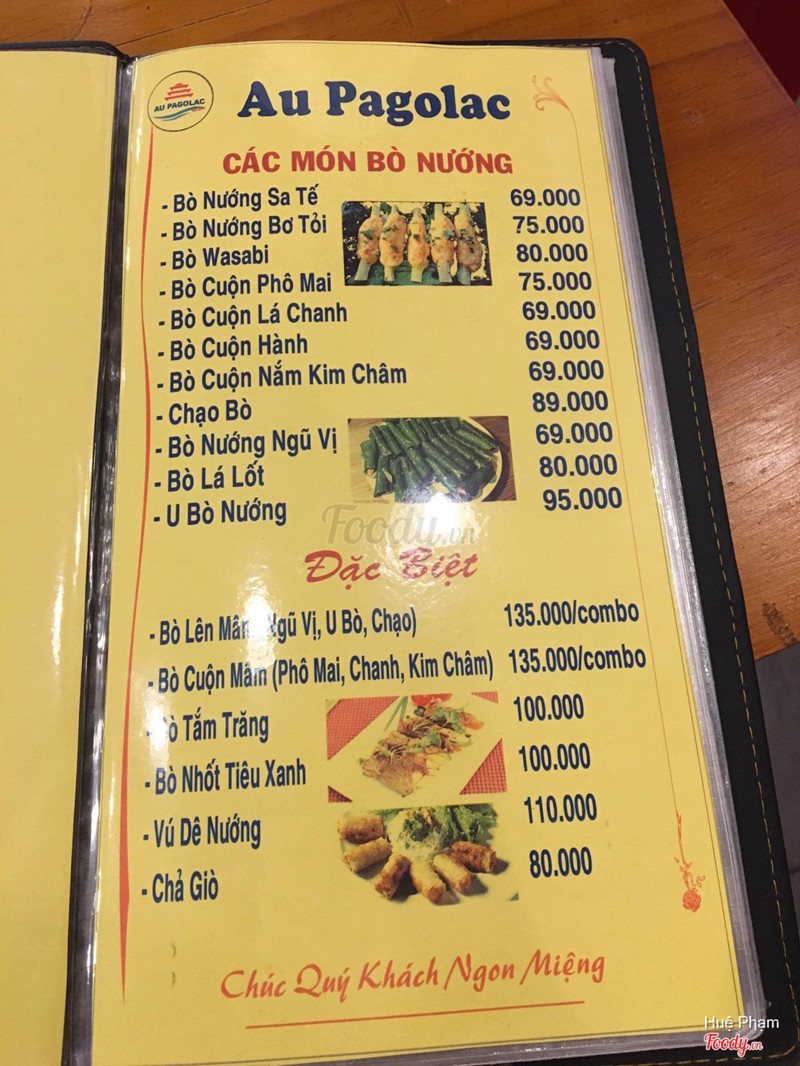 AU PAGOLAC
Au Pagolac
CÁC MÓN BÒ NƯỚNG
- Bò Nướng Sa Tế 69.000
- Bò Nướng Bơ Tỏi 75.000
- Bò Wasabi 80.000
- Bò Cuộn Phô Mai 75.000
- Bò Cuộn Lá Chanh 69.000
- Bò Cuộn Hành 69.000
- Bò Cuộn Nắm Kim Châm 69.000
- Chạo Bò 89.000
- Bò Nướng Ngũ Vị 69.000
- Bò Lá Lốt 80.000
- U Bò Nướng 95.000
Foody.vn
Đặc Biệt
- Bò Lên Mâm (Ngũ Vị, U Bò, Chạo) 135.000/combo
- Bò Cuộn Mâm (Phô Mai, Chanh, Kim Châm) 135.000/combo
- Bò Tắm Trăng 100.000
- Bò Nhốt Tiêu Xanh 100.000
- Vú Dê Nướng 110.000
- Chả Giò 80.000
Chúc Quý Khách Ngon Miệng
Huệ Phạm
Foody.vn